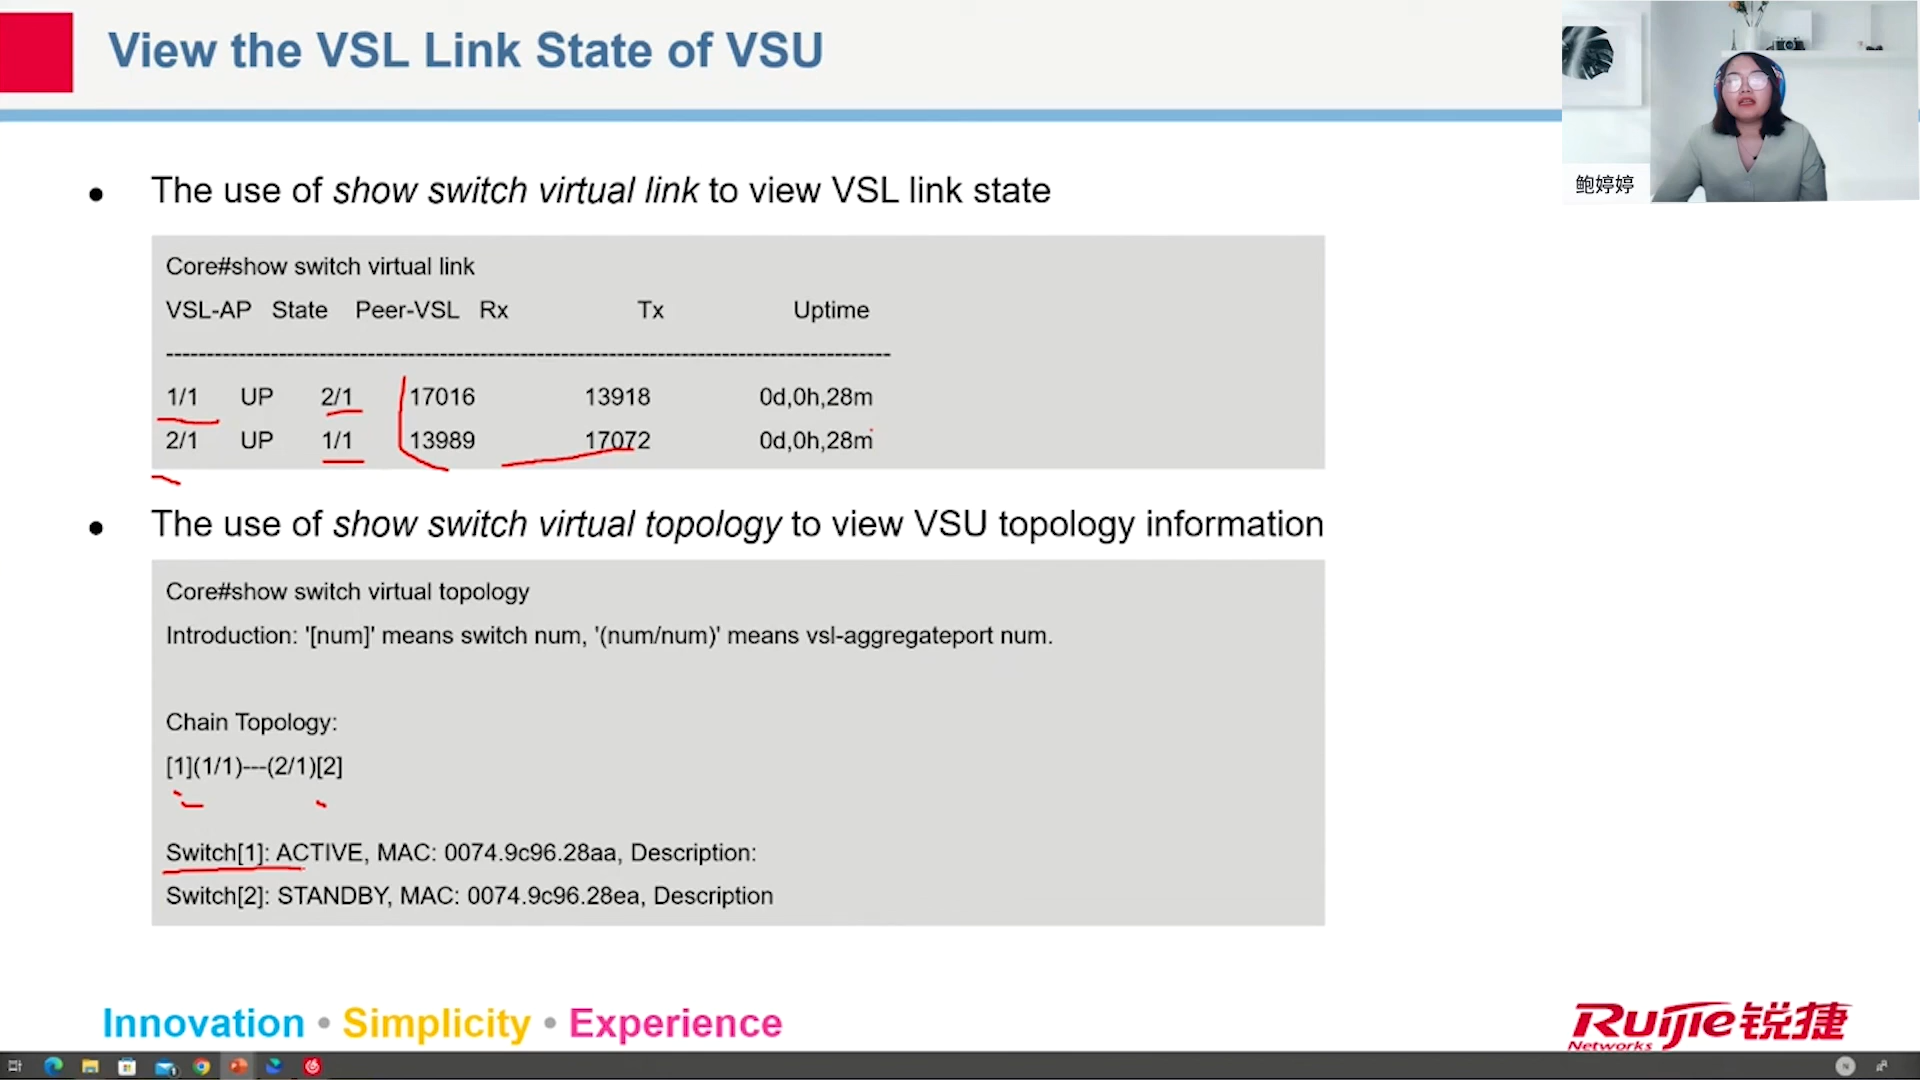 View the VSL Link State of VSU
鲍婷婷
• The use of show switch virtual link to view VSL link state
Core#show switch virtual link
VSL-AP State Peer-VSL Rx Tx Uptime
-----------------------------------------------------------------------------------------
1/1 UP 2/1 17016 13918 0d,0h,28m
2/1 UP 1/1 13989 17072 0d,0h,28m
• The use of show switch virtual topology to view VSU topology information
Core#show switch virtual topology
Introduction: '[num]' means switch num, '(num/num)' means vsl-aggregateport num.
Chain Topology:
[1](1/1)---(2/1)[2]
Switch[1]: ACTIVE, MAC: 0074.9c96.28aa, Description:
Switch[2]: STANDBY, MAC: 0074.9c96.28ea, Description
Innovation • Simplicity • Experience
Ruijie锐捷
Networks